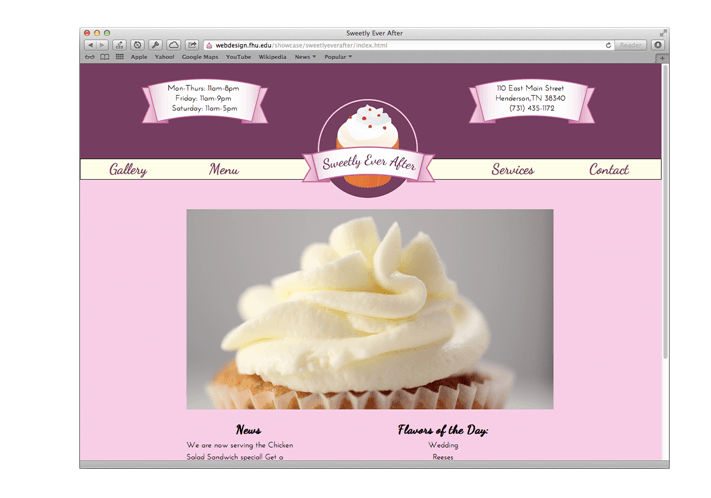 Sweetly Ever After
webdesign.fhu.edu/showcase/sweetlyeverafter/index.html
Reader
Apple Yahoo! Google Maps YouTube Wikipedia News Popular
Mon-Thurs: 11am-8pm
Friday: 11am-9pm
Saturday: 11am-5pm
110 East Main Street
Henderson,TN 38340
(731) 435-1172
Sweetly Ever After
Gallery Menu Services Contact
News
We are now serving the Chicken
Salad Sandwich special! Get a
Flavors of the Day:
Wedding
Reeses